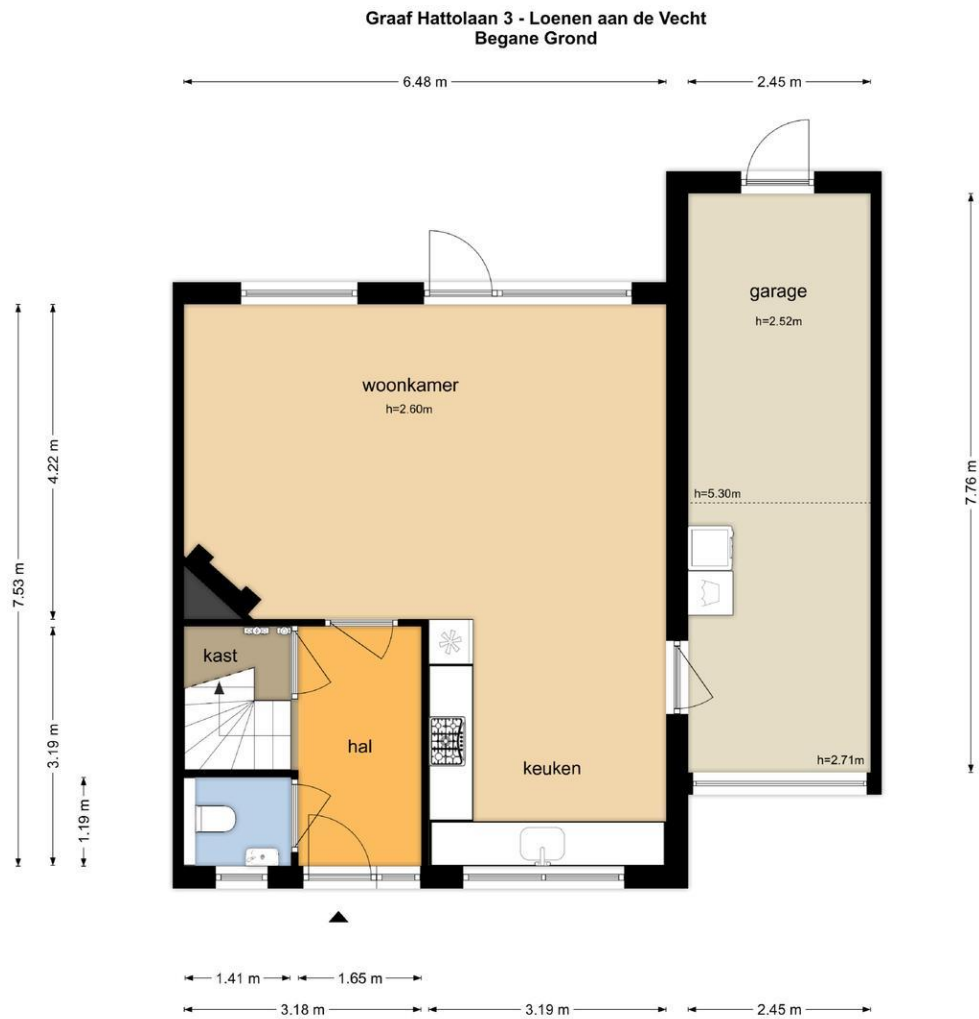 Graaf Hattolaan 3 - Loenen aan de Vecht
Begane Grond
6.48 m
2.45 m
garage
h=2.52m
woonkamer
h=2.60m
4.22 m
7.76 m
h=5.30m
7.53 m
kast
3.19 m
hal
keuken
h=2.71m
1.19 m
1.41 m
1.65 m
3.18 m
3.19 m
2.45 m